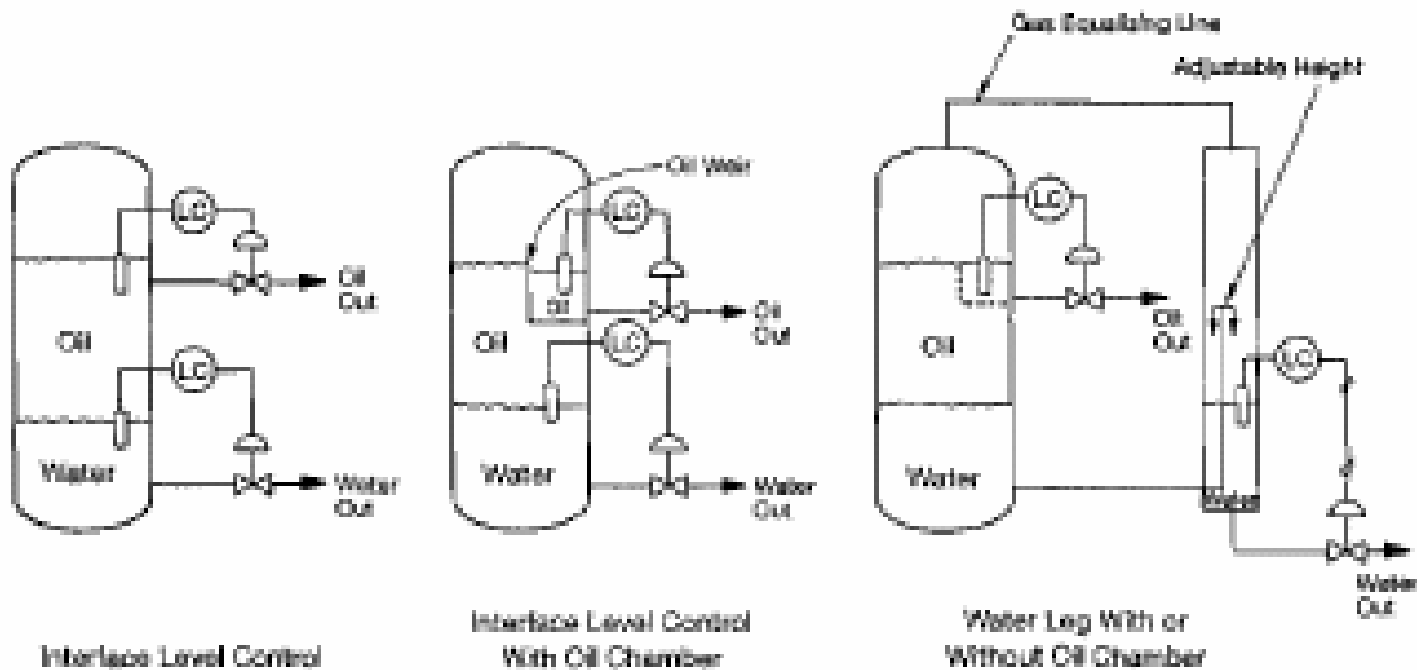 Gas Equalizing Line
Adjustable Height
Oil Weir
LC
LC
LC
LC
LC
LC
Oil
Out
Oil
Oil
Out
Oil
Out
Oil
Oil
Oil
Water
Water
Out
Water
Water
Out
Water
Water
Water
Out
Interface Level Control
Interface Level Control
With Oil Chamber
Water Leg With or
Without Oil Chamber